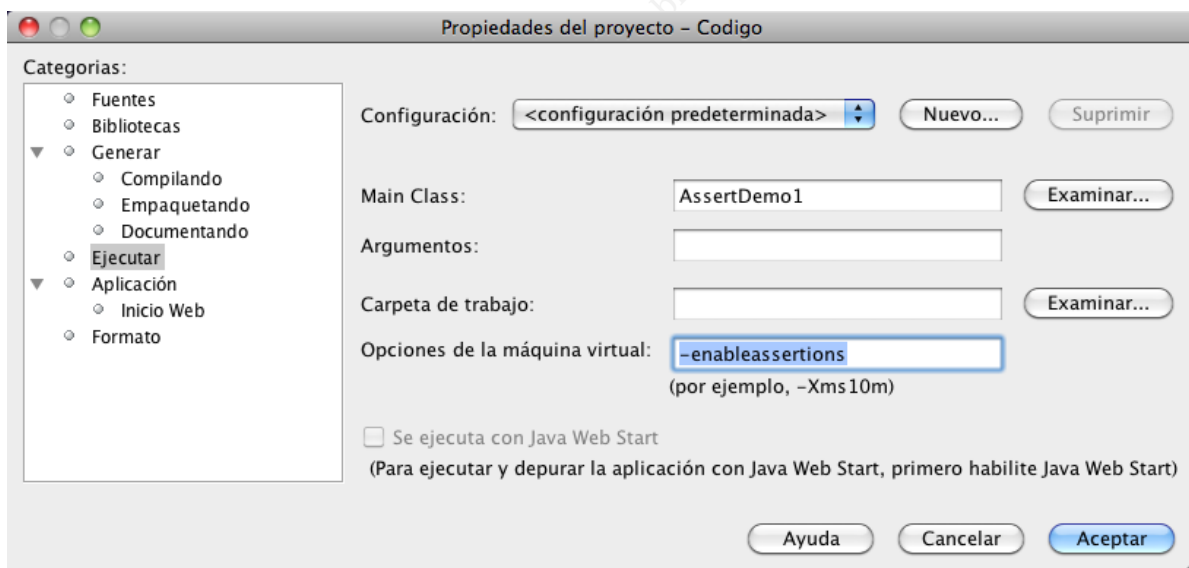 Propiedades del proyecto – Codigo
Categorias:
Fuentes
Bibliotecas
Generar
Compilando
Empaquetando
Documentando
Ejecutar
Aplicación
Inicio Web
Formato
Configuración: <configuración predeterminada> Nuevo... Suprimir
Main Class: AssertDemo1 Examinar...
Argumentos:
Carpeta de trabajo: Examinar...
Opciones de la máquina virtual: -enableassertions
(por ejemplo, -Xms10m)
Se ejecuta con Java Web Start
(Para ejecutar y depurar la aplicación con Java Web Start, primero habilite Java Web Start)
Ayuda Cancelar Aceptar